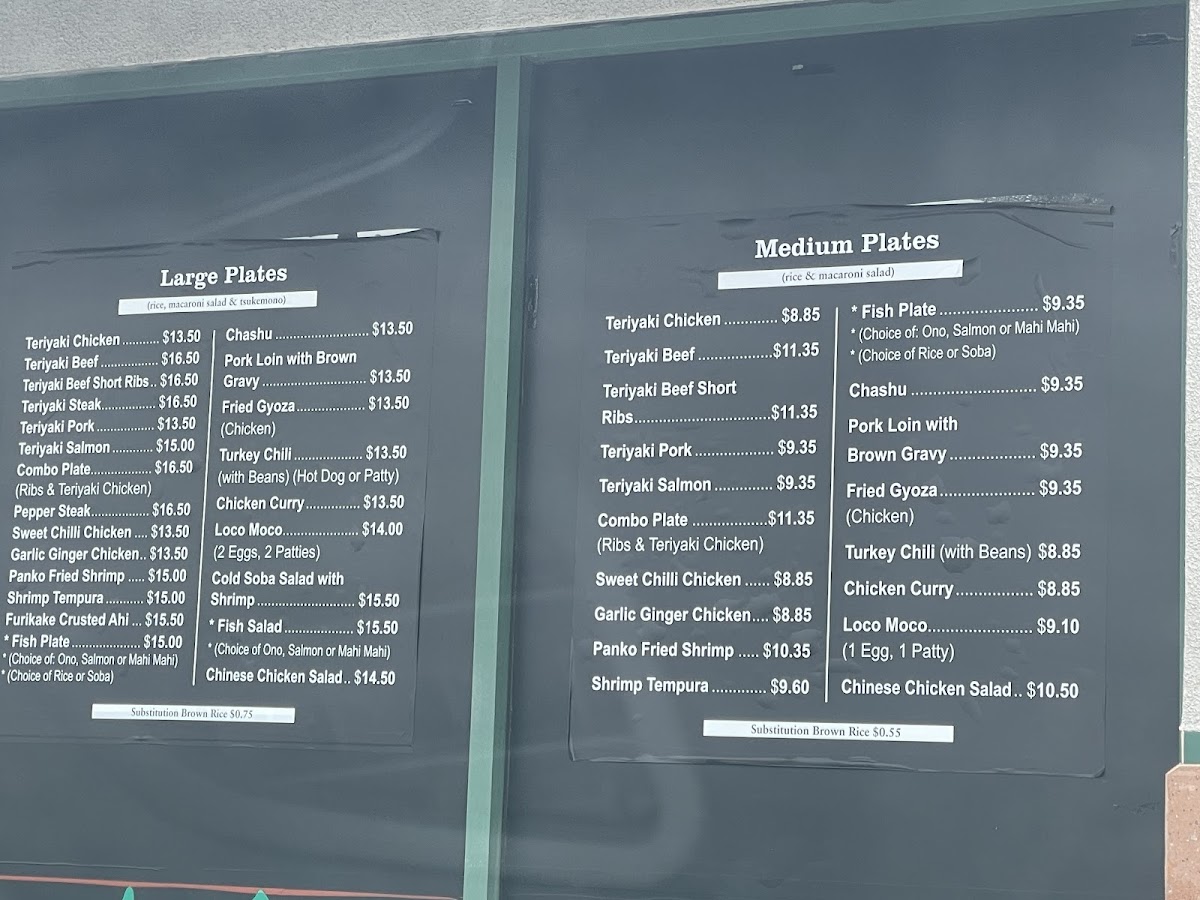 Large Plates
(rice, macaroni salad & tsukemono)
Teriyaki Chicken .......... $13.50
Teriyaki Beef ................ $16.50
Teriyaki Beef Short Ribs.. $16.50
Teriyaki Steak............... $16.50
Teriyaki Pork ................ $13.50
Teriyaki Salmon ........... $15.00
Combo Plate................. $16.50
(Ribs & Teriyaki Chicken)
Pepper Steak................ $16.50
Sweet Chilli Chicken .... $13.50
Garlic Ginger Chicken.. $13.50
Panko Fried Shrimp ..... $15.00
Shrimp Tempura........... $15.00
Furikake Crusted Ahi ... $15.50
* Fish Plate.................... $15.00
* (Choice of: Ono, Salmon or Mahi Mahi)
* (Choice of Rice or Soba)
Chashu ........................... $13.50
Pork Loin with Brown
Gravy .............................. $13.50
Fried Gyoza.................... $13.50
(Chicken)
Turkey Chili .................... $13.50
(with Beans) (Hot Dog or Patty)
Chicken Curry................ $13.50
Loco Moco...................... $14.00
(2 Eggs, 2 Patties)
Cold Soba Salad with
Shrimp ............................ $15.50
* Fish Salad .................... $15.50
* (Choice of Ono, Salmon or Mahi Mahi)
Chinese Chicken Salad.. $14.50
Substitution Brown Rice $0.75
Medium Plates
(rice & macaroni salad)
Teriyaki Chicken ............ $8.85
Teriyaki Beef .................$11.35
Teriyaki Beef Short
Ribs...............................$11.35
Teriyaki Pork .................. $9.35
Teriyaki Salmon ............. $9.35
Combo Plate .................$11.35
(Ribs & Teriyaki Chicken)
Sweet Chilli Chicken ...... $8.85
Garlic Ginger Chicken.... $8.85
Panko Fried Shrimp ..... $10.35
Shrimp Tempura ............. $9.60
* Fish Plate ...................... $9.35
* (Choice of: Ono, Salmon or Mahi Mahi)
* (Choice of Rice or Soba)
Chashu ............................ $9.35
Pork Loin with
Brown Gravy ................... $9.35
Fried Gyoza..................... $9.35
(Chicken)
Turkey Chili (with Beans) $8.85
Chicken Curry................. $8.85
Loco Moco....................... $9.10
(1 Egg, 1 Patty)
Chinese Chicken Salad.. $10.50
Substitution Brown Rice $0.55